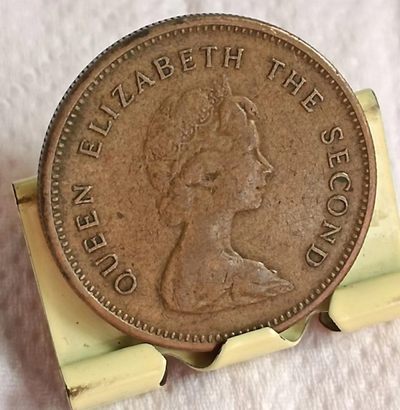 QUEEN ELIZABETH THE SECOND